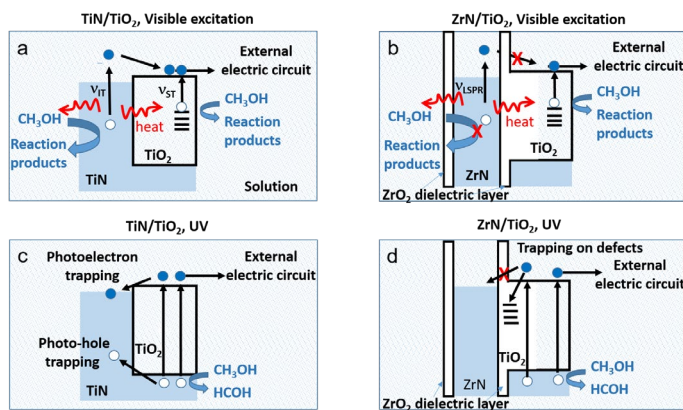 TiN/TiO2, Visible excitation
a
External
electric circuit
νIT
νST
CH3OH
Reaction
products
heat
CH3OH
Reaction
products
TiO2
TiN
Solution
ZrN/TiO2, Visible excitation
b
External
electric circuit
νLSPR
CH3OH
Reaction
products
heat
CH3OH
Reaction
products
TiO2
ZrN
ZrO2 dielectric layer
TiN/TiO2, UV
c
Photoelectron
trapping
External
electric circuit
TiO2
Photo-hole
trapping
CH3OH
HCOH
TiN
ZrN/TiO2, UV
d
Trapping on defects
External
electric circuit
TiO2
CH3OH
HCOH
ZrN
ZrO2 dielectric layer